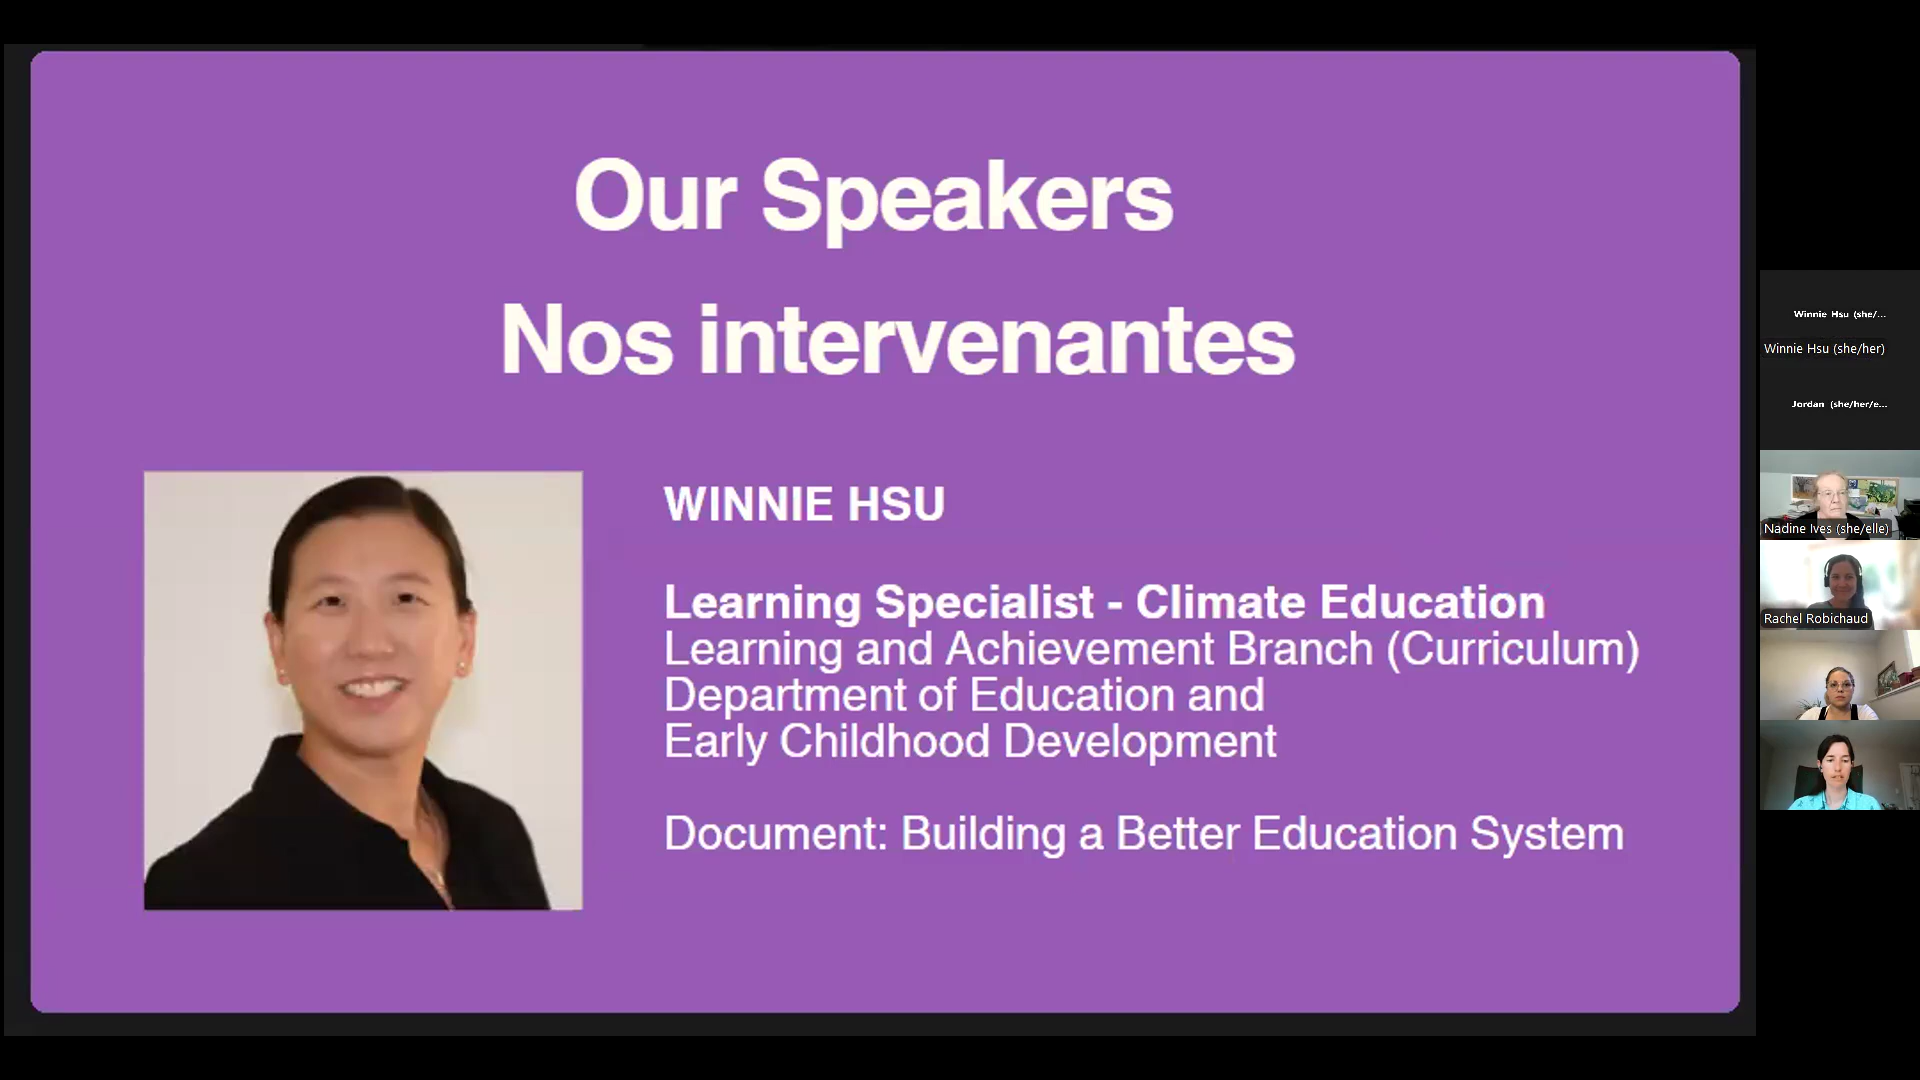 Our Speakers
Nos intervenantes
WINNIE HSU
Learning Specialist - Climate Education
Learning and Achievement Branch (Curriculum)
Department of Education and
Early Childhood Development
Document: Building a Better Education System
Winnie Hsu (she/...
Winnie Hsu (she/her)
Jordan (she/her/e...
Nadine Ives (she/elle)
Rachel Robichaud